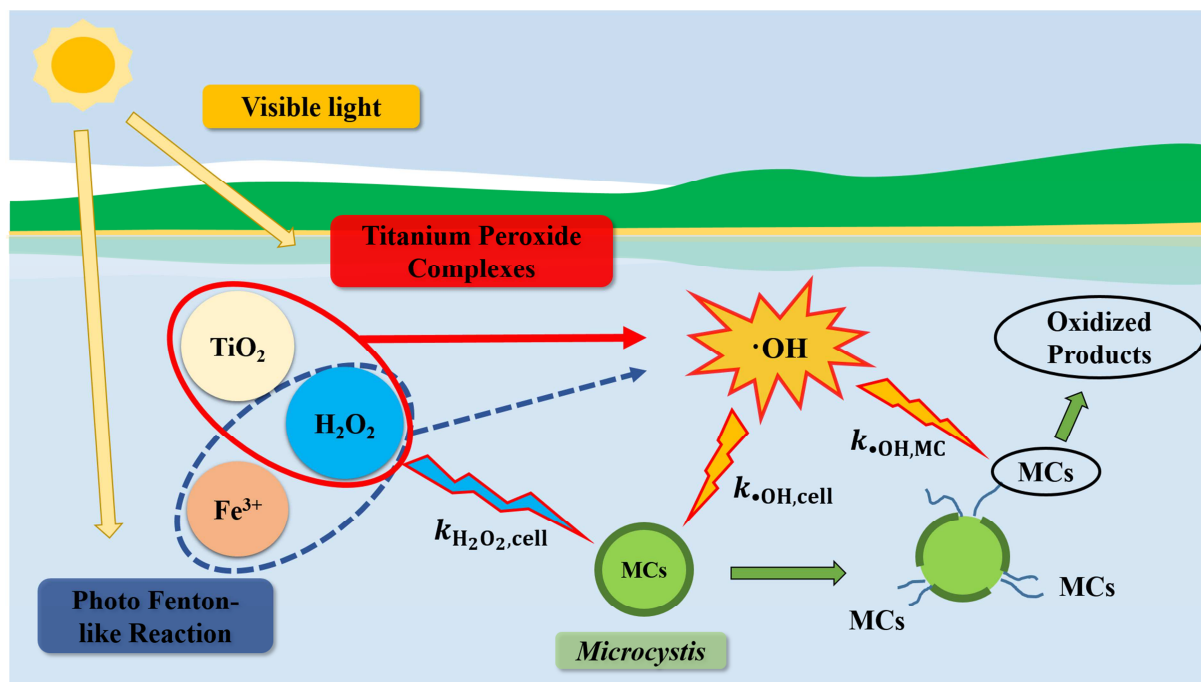 Visible light
Titanium Peroxide
Complexes
TiO₂
H₂O₂
Fe³⁺
·OH
Oxidized
Products
k•OH,MC
MCs
k•OH,cell
kH₂O₂,cell
MCs
MCs
MCs
Photo Fenton-
like Reaction
Microcystis